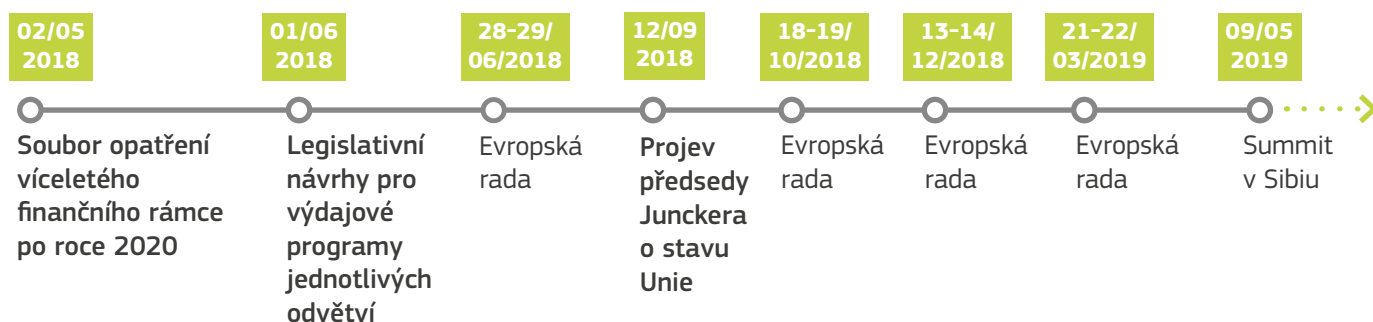 02/05
2018
Soubor opatření
víceletého
finančního rámce
po roce 2020
01/06
2018
Legislativní
návrhy pro
výdajové
programy
jednotlivých
odvětví
28-29/
06/2018
Evropská
rada
12/09
2018
Projev
předsedy
Junckera
o stavu
Unie
18-19/
10/2018
Evropská
rada
13-14/
12/2018
Evropská
rada
21-22/
03/2019
Evropská
rada
09/05
2019
Summit
v Sibiu